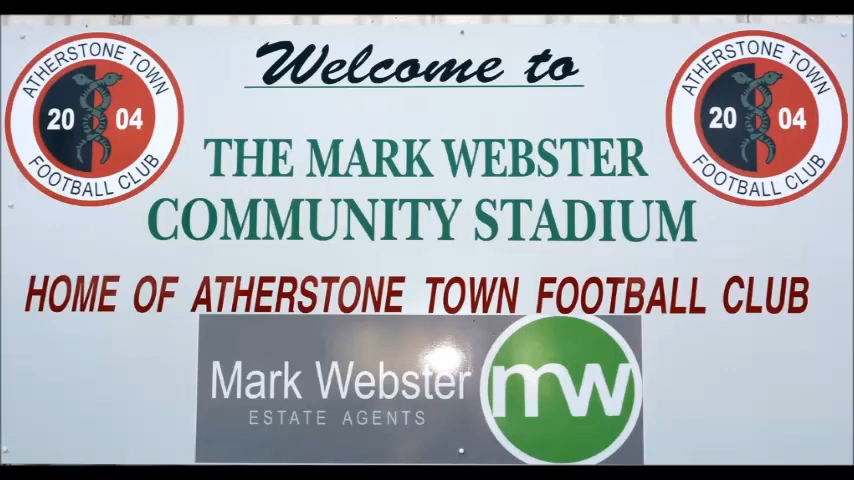 ATHERSTONE TOWN
20 04
FOOTBALL CLUB
Welcome to
ATHERSTONE TOWN
20 04
FOOTBALL CLUB
THE MARK WEBSTER
COMMUNITY STADIUM
HOME OF ATHERSTONE TOWN FOOTBALL CLUB
Mark Webster
ESTATE AGENTS
mw